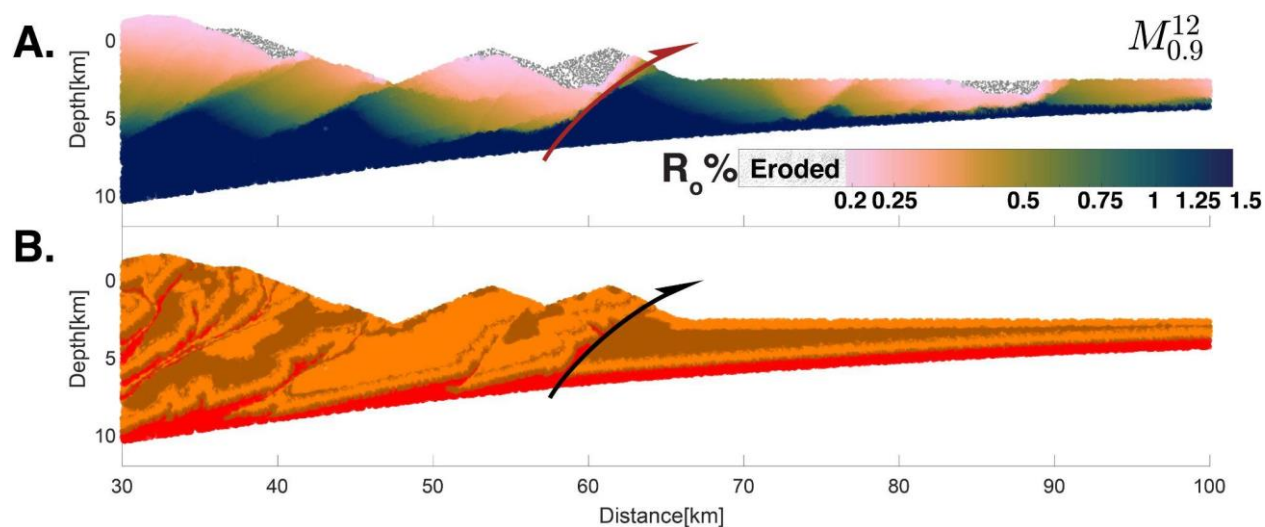 A.
M_{0.9}^{12}
Depth[km]
0
5
10
R_o% Eroded
0.2 0.25 0.5 0.75 1 1.25 1.5
B.
Depth[km]
0
5
10
30 40 50 60 70 80 90 100
Distance[km]